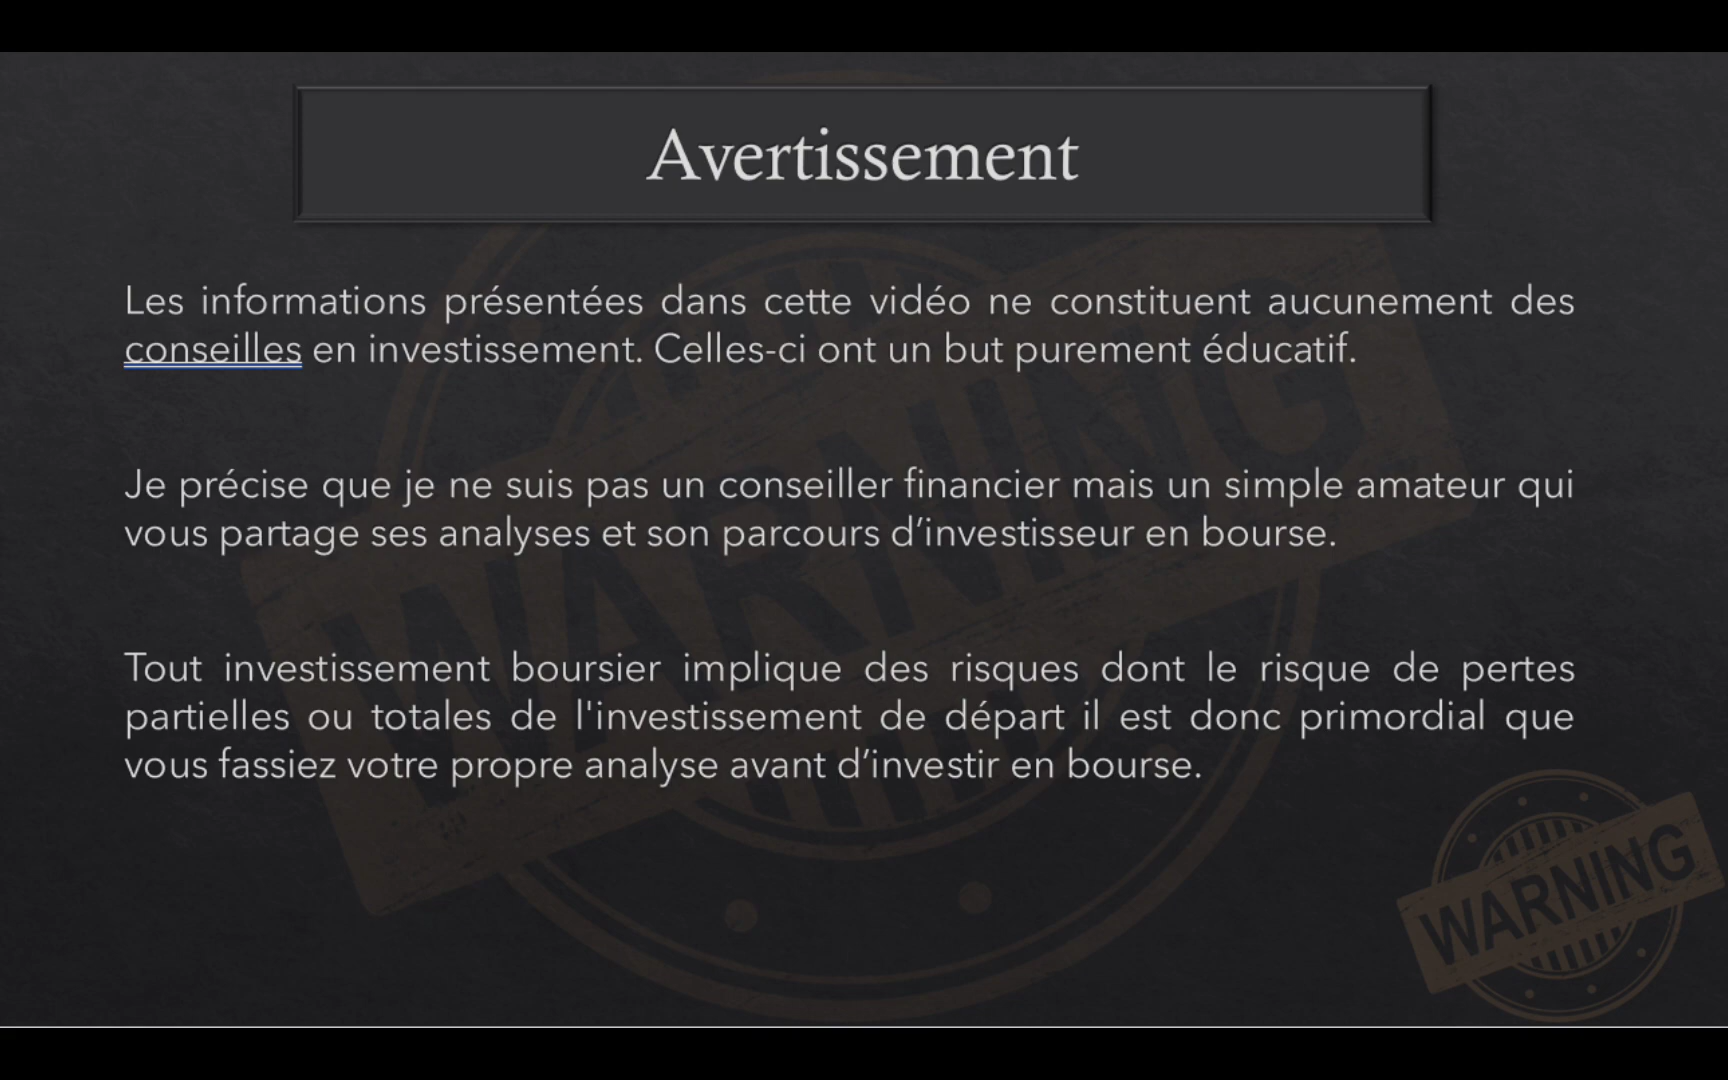 Avertissement
Les informations présentées dans cette vidéo ne constituent aucunement des
conseilles en investissement. Celles-ci ont un but purement éducatif.
Je précise que je ne suis pas un conseiller financier mais un simple amateur qui
vous partage ses analyses et son parcours d’investisseur en bourse.
Tout investissement boursier implique des risques dont le risque de pertes
partielles ou totales de l'investissement de départ il est donc primordial que
vous fassiez votre propre analyse avant d’investir en bourse.
WARNING
WARNING